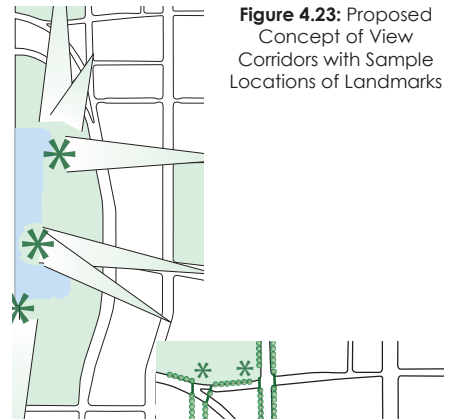 Figure 4.23: Proposed
Concept of View
Corridors with Sample
Locations of Landmarks